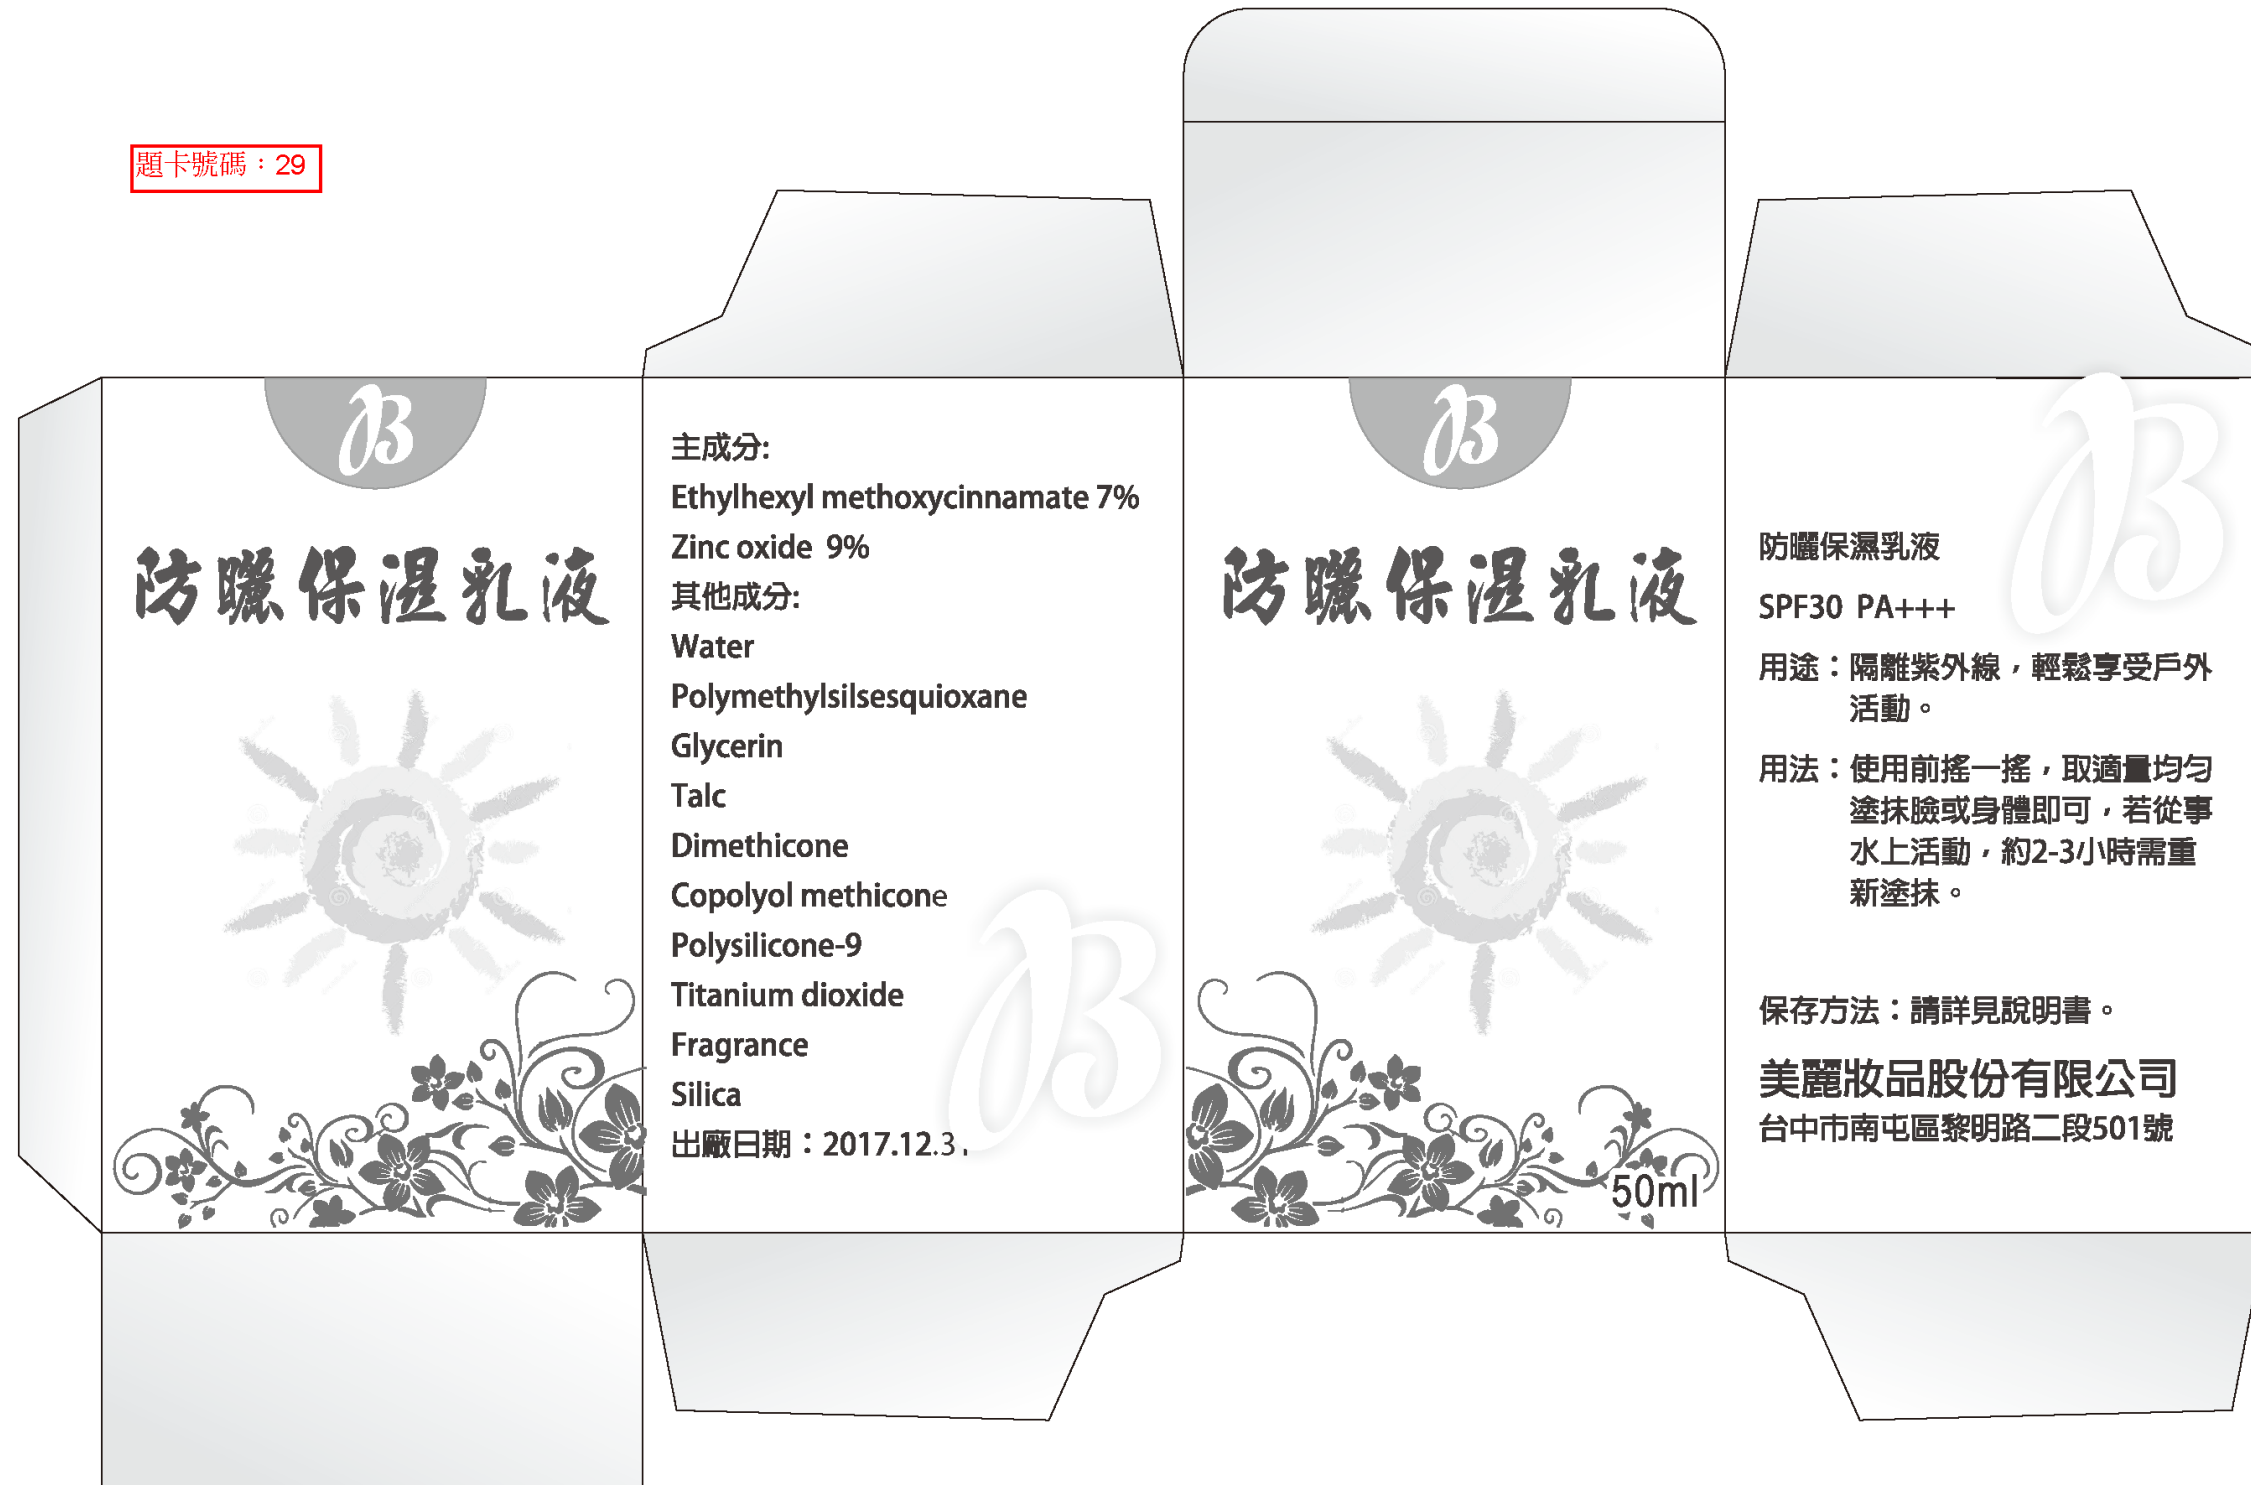 題卡號碼：29
B
防曬保濕乳液
主成分:
Ethylhexyl methoxycinnamate 7%
Zinc oxide 9%
其他成分:
Water
Polymethylsilsesquioxane
Glycerin
Talc
Dimethicone
Copolyol methicone
Polysilicone-9
Titanium dioxide
Fragrance
Silica
出廠日期：2017.12.31
B
B
防曬保濕乳液
50ml
B
防曬保濕乳液
SPF30 PA+++
用途：隔離紫外線，輕鬆享受戶外
活動。
用法：使用前搖一搖，取適量均勻
塗抹臉或身體即可，若從事
水上活動，約2-3小時需重
新塗抹。
保存方法：請詳見說明書。
美麗妝品股份有限公司
台中市南屯區黎明路二段501號